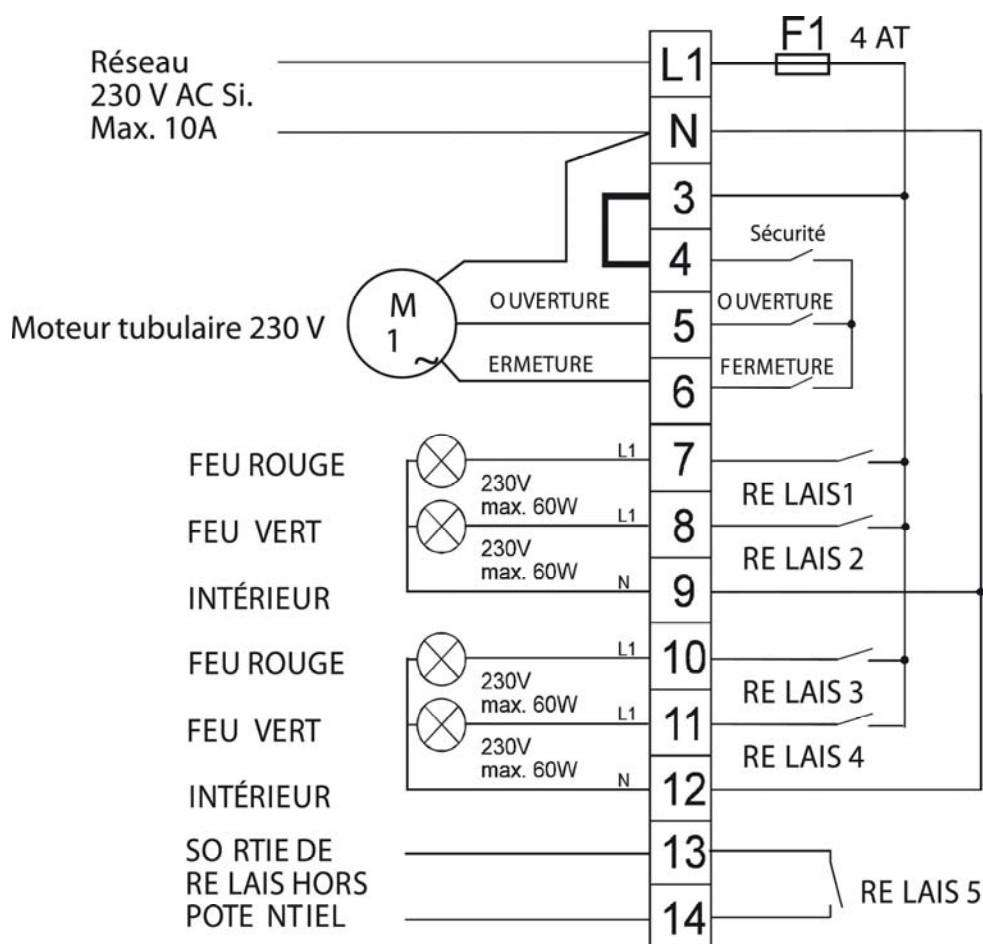 Réseau
230 V AC Si.
Max. 10A
L1
F1 4 AT
N
3
4
Sécurité
Moteur tubulaire 230 V
M
1
~
OUVERTURE
5
OUVERTURE
ERMETURE
6
FERMETURE
FEU ROUGE
L1
7
230V
max. 60W
RE LAIS1
FEU VERT
L1
8
230V
max. 60W
RE LAIS 2
INTÉRIEUR
N
9
FEU ROUGE
L1
10
230V
max. 60W
RE LAIS 3
FEU VERT
L1
11
230V
max. 60W
RE LAIS 4
INTÉRIEUR
N
12
SO RTIE DE
RE LAIS HORS
POTE NTIEL
13
14
RE LAIS 5